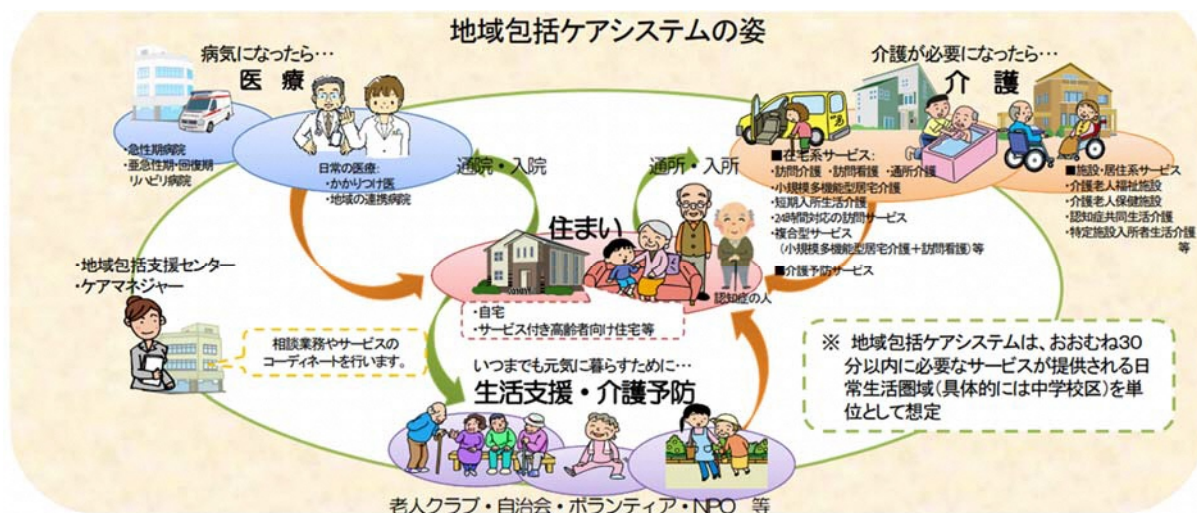 地域包括ケアシステムの姿
病気になったら…
医 療
・急性期病院
・亜急性期・回復期
リハビリ病院
日常の医療:
・かかりつけ医
・地域の連携病院
通院・入院
通所・入所
介護が必要になったら…
介 護
■在宅系サービス:
・訪問介護 ・訪問看護 ・通所介護
・小規模多機能型居宅介護
・短期入所生活介護
・24時間対応の訪問サービス
・複合型サービス
(小規模多機能型居宅介護+訪問看護)等
■介護予防サービス
■施設・居住系サービス
・介護老人福祉施設
・介護老人保健施設
・認知症共同生活介護
・特定施設入所者生活介護
等
住まい
認知症の人
・自宅
・サービス付き高齢者向け住宅等
・地域包括支援センター
・ケアマネジャー
相談業務やサービスの
コーディネートを行います。
いつまでも元気に暮らすために…
生活支援・介護予防
老人クラブ・自治会・ボランティア・NPO 等
※ 地域包括ケアシステムは、おおむね30
分以内に必要なサービスが提供される日
常生活圏域(具体的には中学校区)を単
位として想定